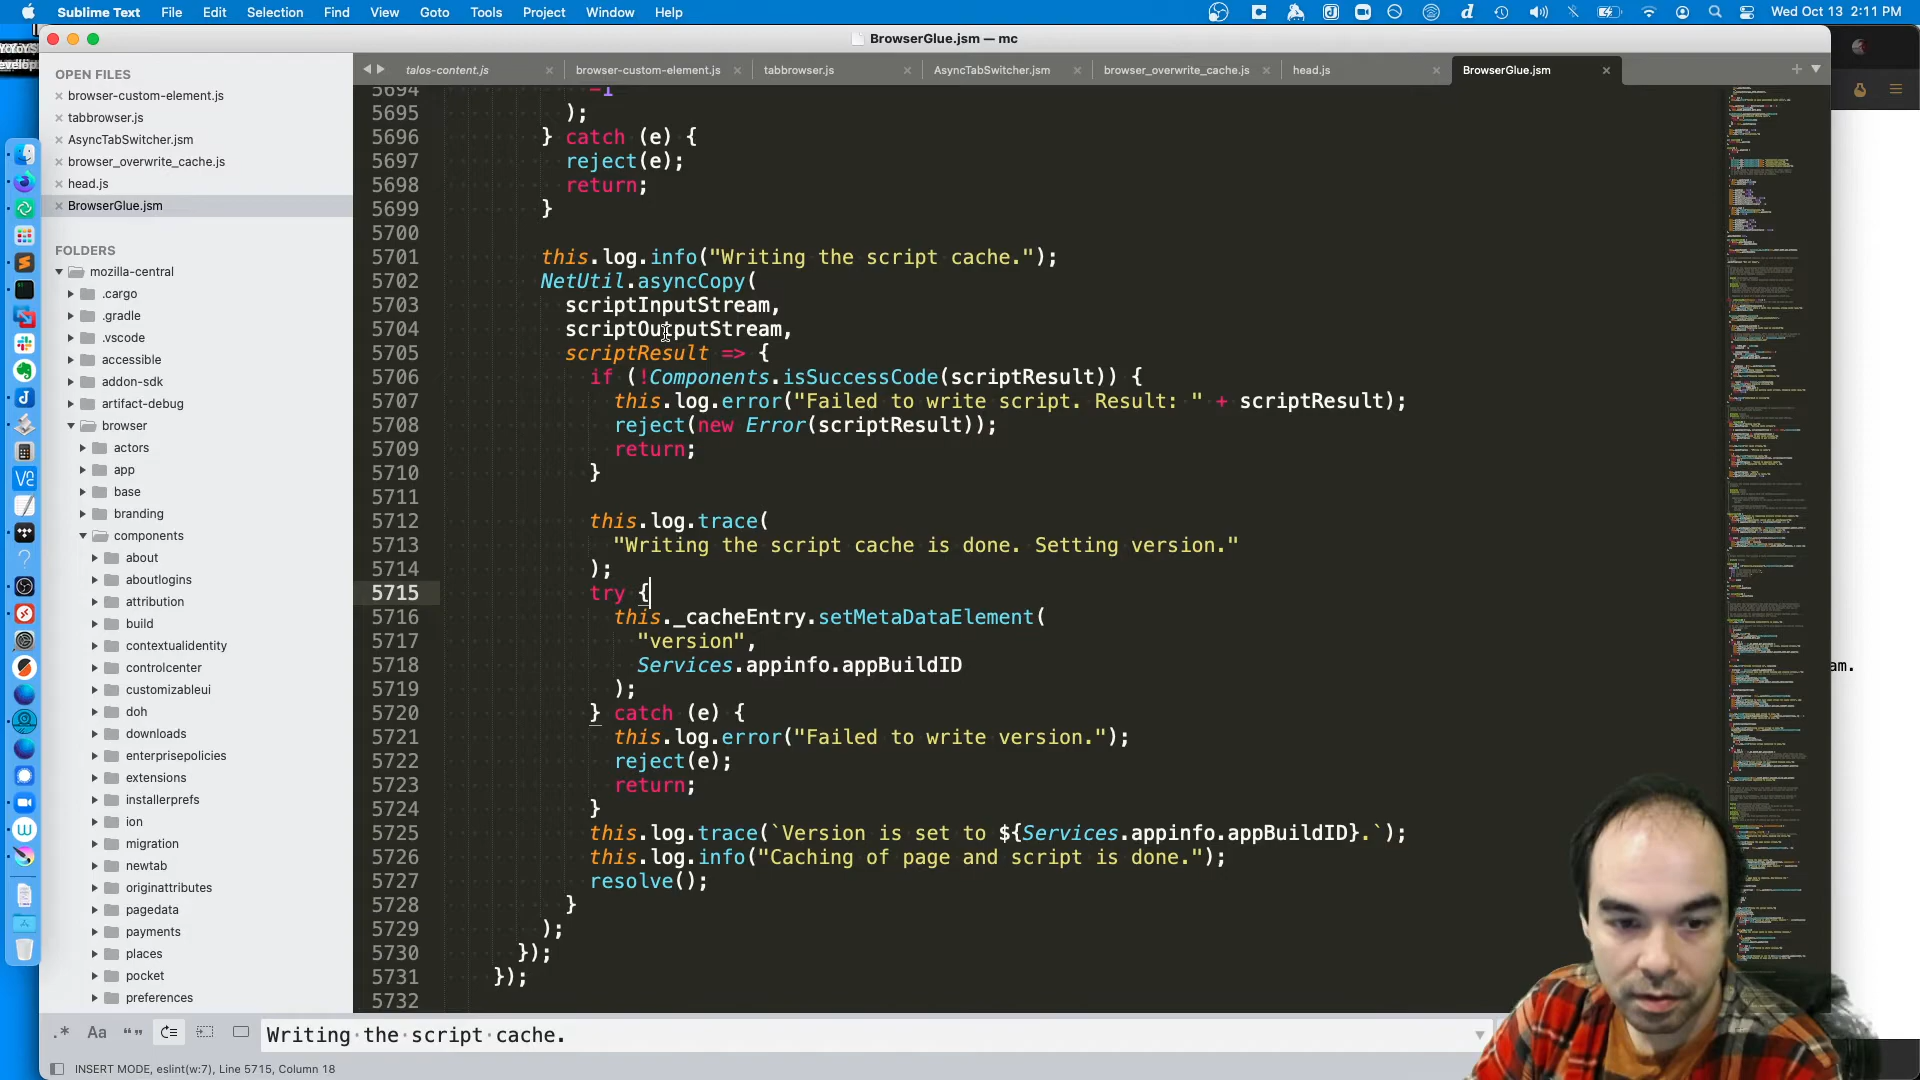 Sublime Text File Edit Selection Find View Goto Tools Project Window Help
Wed Oct 13 2:11 PM
BrowserGlue.jsm — mc
OPEN FILES
browser-custom-element.js
tabbrowser.js
AsyncTabSwitcher.jsm
browser_overwrite_cache.js
head.js
BrowserGlue.jsm
FOLDERS
mozilla-central
.cargo
.gradle
.vscode
accessible
addon-sdk
artifact-debug
browser
actors
app
base
branding
components
about
aboutlogins
attribution
build
contextualidentity
controlcenter
customizableui
doh
downloads
enterprisepolicies
extensions
installerprefs
ion
migration
newtab
originattributes
pagedata
payments
places
pocket
preferences
talos-content.js browser-custom-element.js tabbrowser.js AsyncTabSwitcher.jsm browser_overwrite_cache.js head.js BrowserGlue.jsm
5694 -1
5695 );
5696 } catch (e) {
5697 reject(e);
5698 return;
5699 }
5700
5701 this.log.info("Writing the script cache.");
5702 NetUtil.asyncCopy(
5703 scriptInputStream,
5704 scriptOutputStream,
5705 scriptResult => {
5706 if (!Components.isSuccessCode(scriptResult)) {
5707 this.log.error("Failed to write script. Result: " + scriptResult);
5708 reject(new Error(scriptResult));
5709 return;
5710 }
5711
5712 this.log.trace(
5713 "Writing the script cache is done. Setting version."
5714 );
5715 try {
5716 this._cacheEntry.setMetaDataElement(
5717 "version",
5718 Services.appinfo.appBuildID
5719 );
5720 } catch (e) {
5721 this.log.error("Failed to write version.");
5722 reject(e);
5723 return;
5724 }
5725 this.log.trace(`Version is set to ${Services.appinfo.appBuildID}.`);
5726 this.log.info("Caching of page and script is done.");
5727 resolve();
5728 }
5729 );
5730 });
5731 });
5732
am.
Writing the script cache.
INSERT MODE, eslint(w:7), Line 5715, Column 18